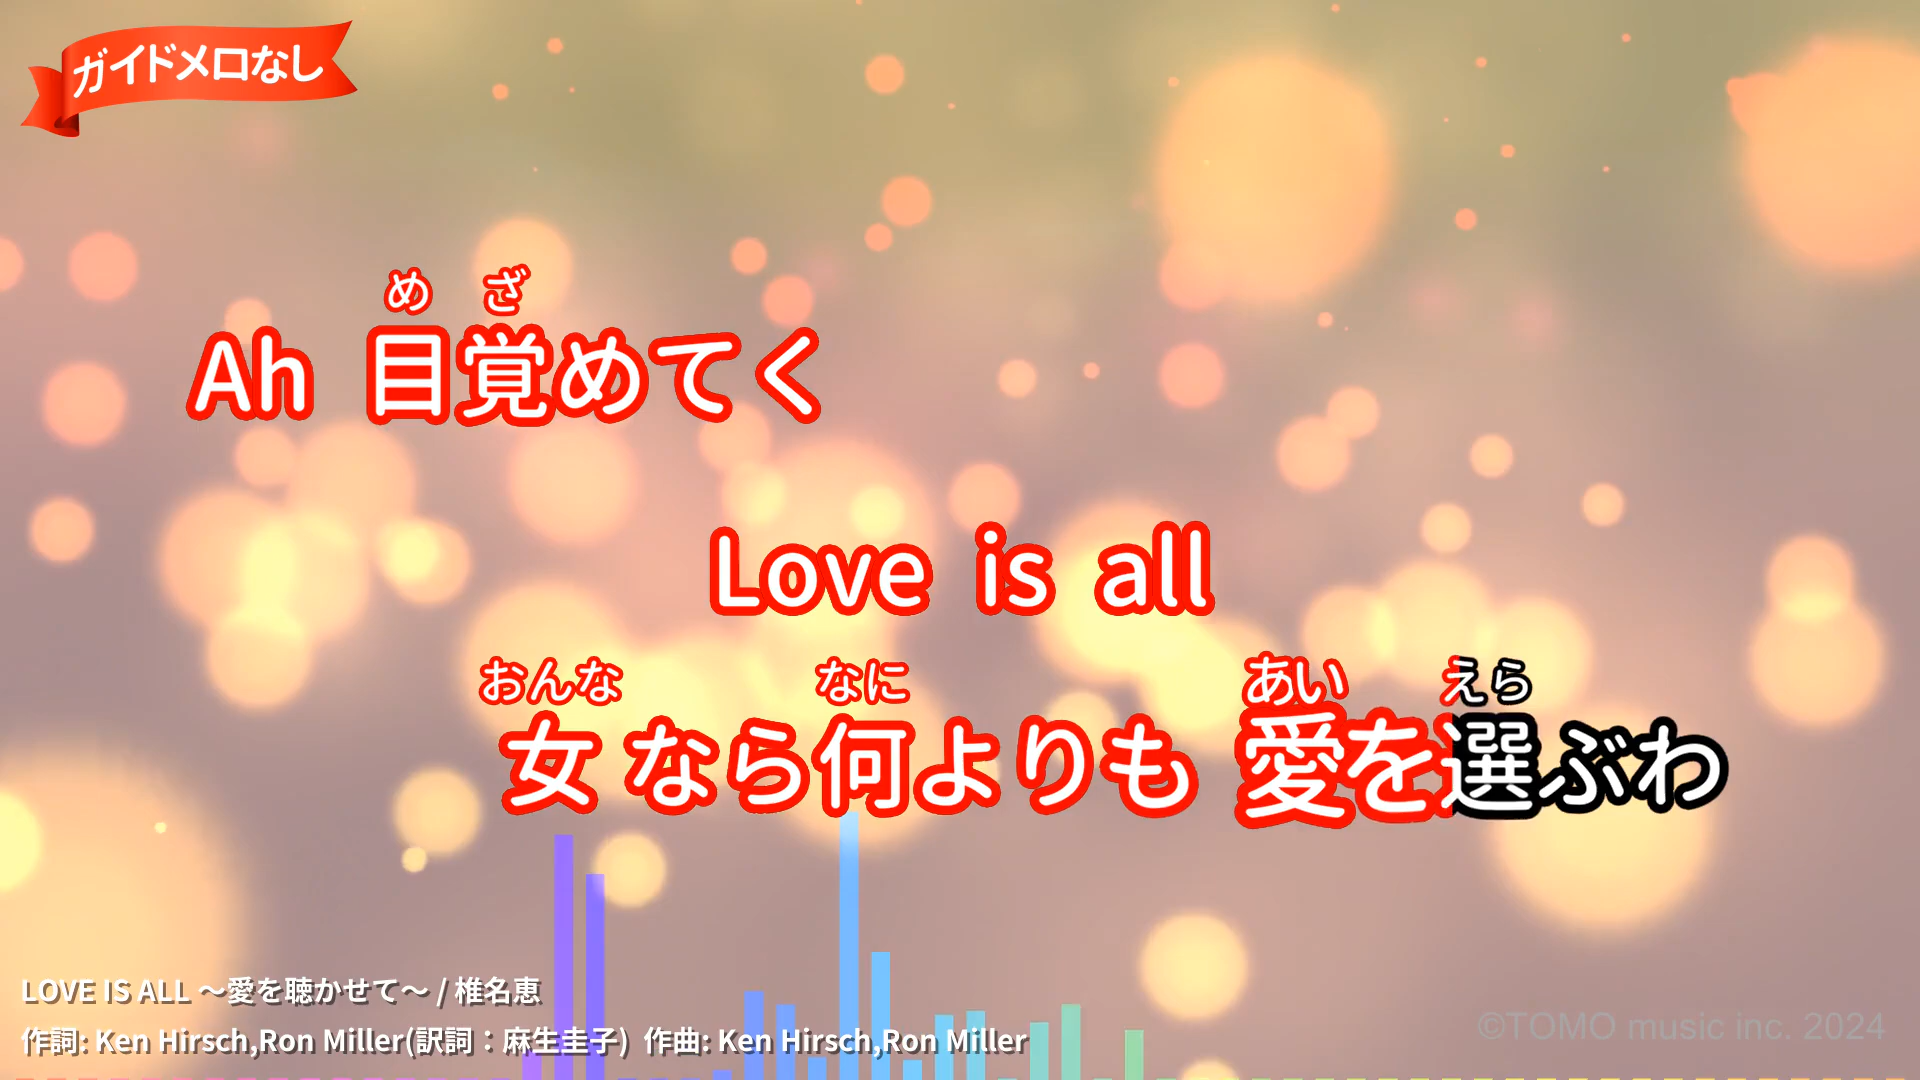 ガイドメロなし
め ざ
Ah 目覚めてく
Love is all
おんな なに あい えら
女なら何よりも 愛を選ぶわ
LOVE IS ALL ～愛を聴かせて～ / 椎名恵
作詞: Ken Hirsch,Ron Miller(訳詞：麻生圭子) 作曲: Ken Hirsch,Ron Miller
©TOMO music inc. 2024